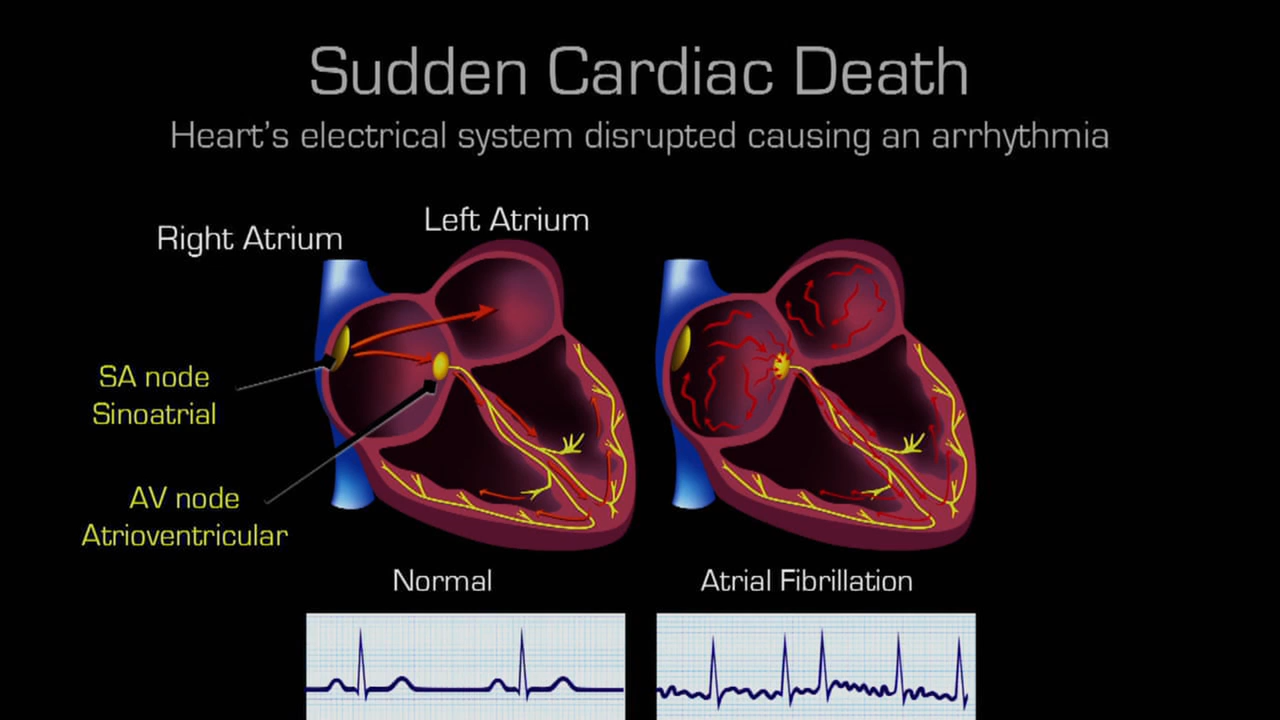 Sudden Cardiac Death
Heart's electrical system disrupted causing an arrhythmia
Left Atrium
Right Atrium
SA node
Sinoatrial
AV node
Atrioventricular
Normal
Atrial Fibrillation